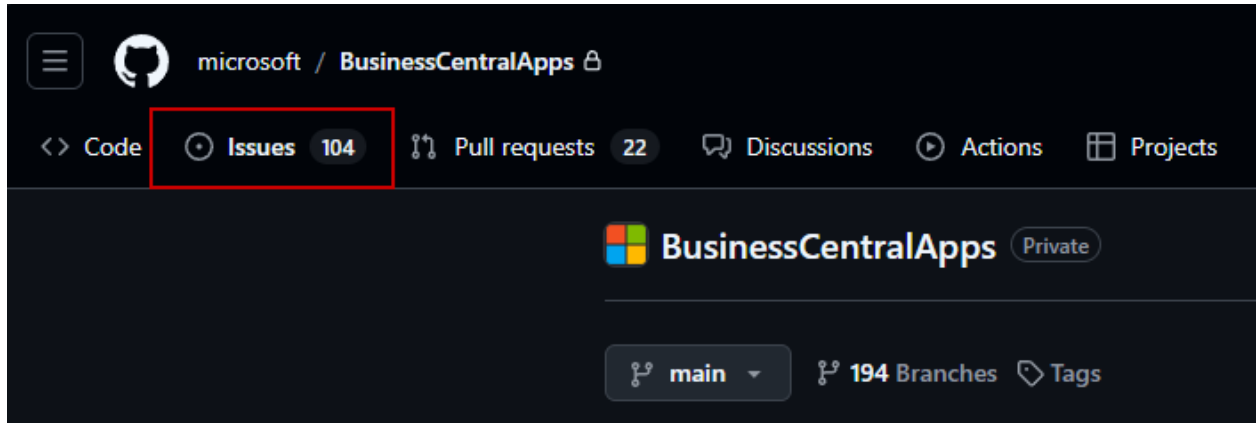 microsoft / BusinessCentralApps
Code Issues 104 Pull requests 22 Discussions Actions Projects
BusinessCentralApps Private
main 194 Branches Tags